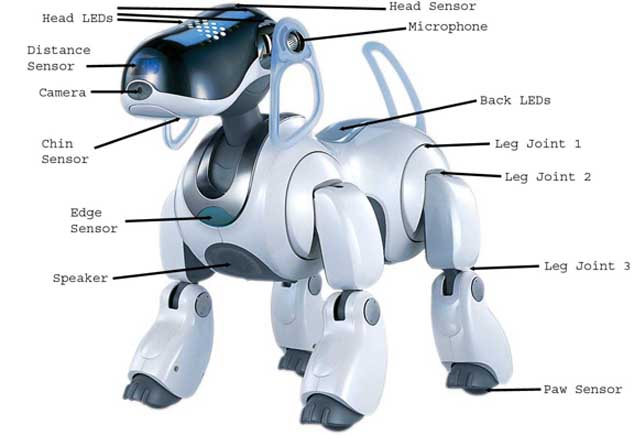 Head Sensor
Head LEDs
Microphone
Distance
Sensor
Camera
Back LEDs
Chin
Sensor
Leg Joint 1
Leg Joint 2
Edge
Sensor
Speaker
Leg Joint 3
Paw Sensor